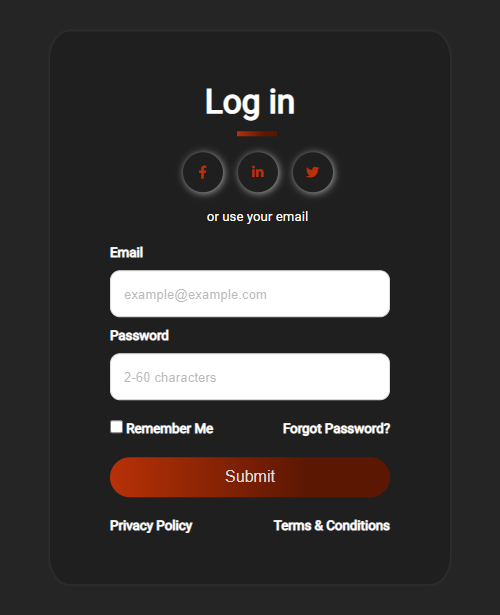 Log in
or use your email
Email
example@example.com
Password
2-60 characters
Remember Me Forgot Password?
Submit
Privacy Policy Terms & Conditions